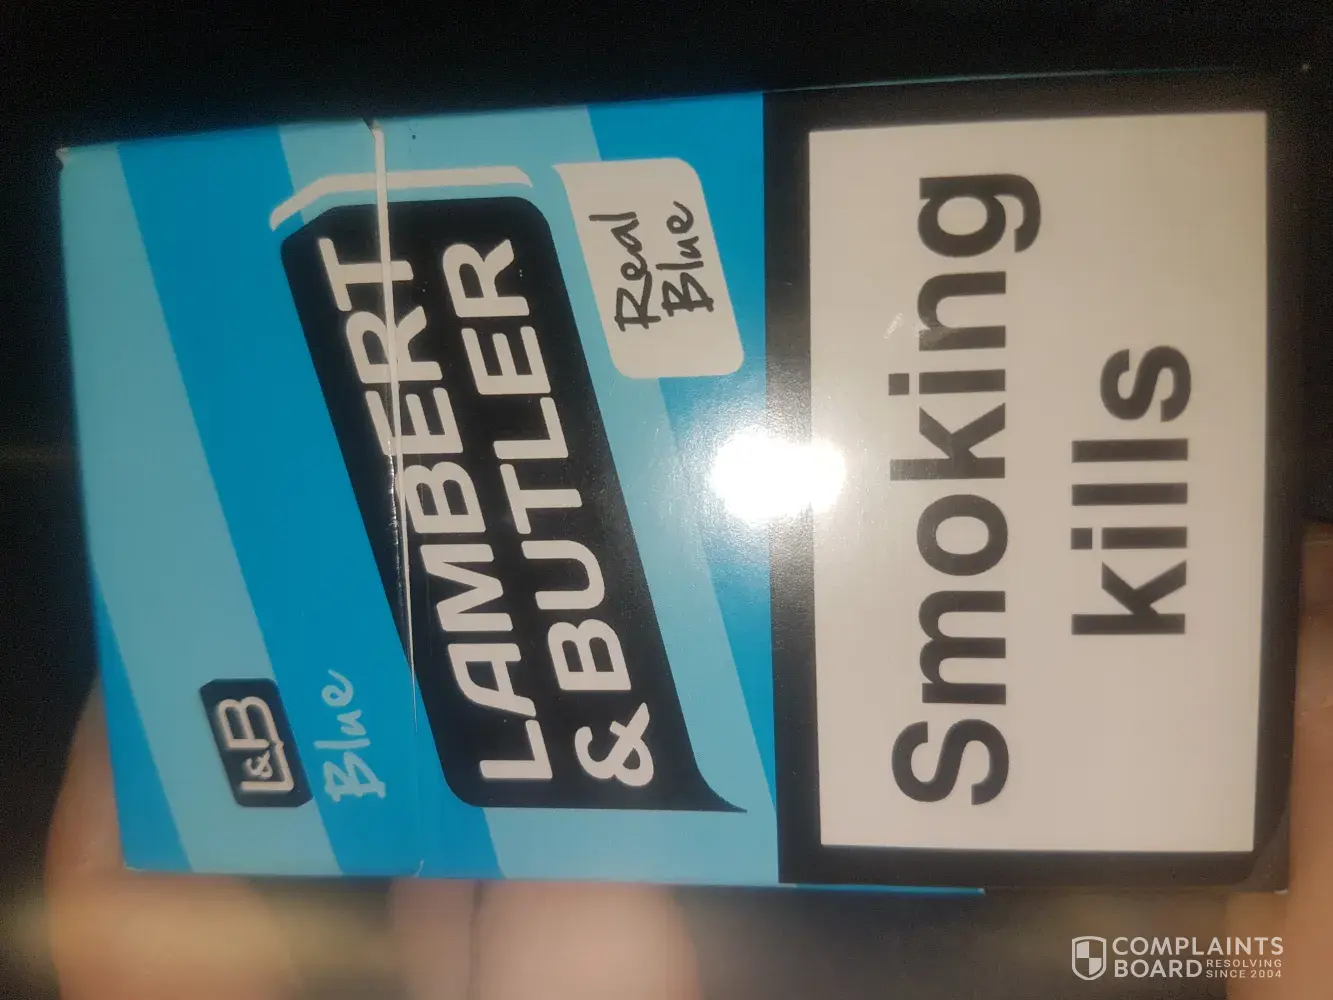 L&B
Blue
LAMBERT
& BUTLER
Real
Blue
Smoking
kills
COMPLAINTS
BOARD RESOLVING
SINCE 2004